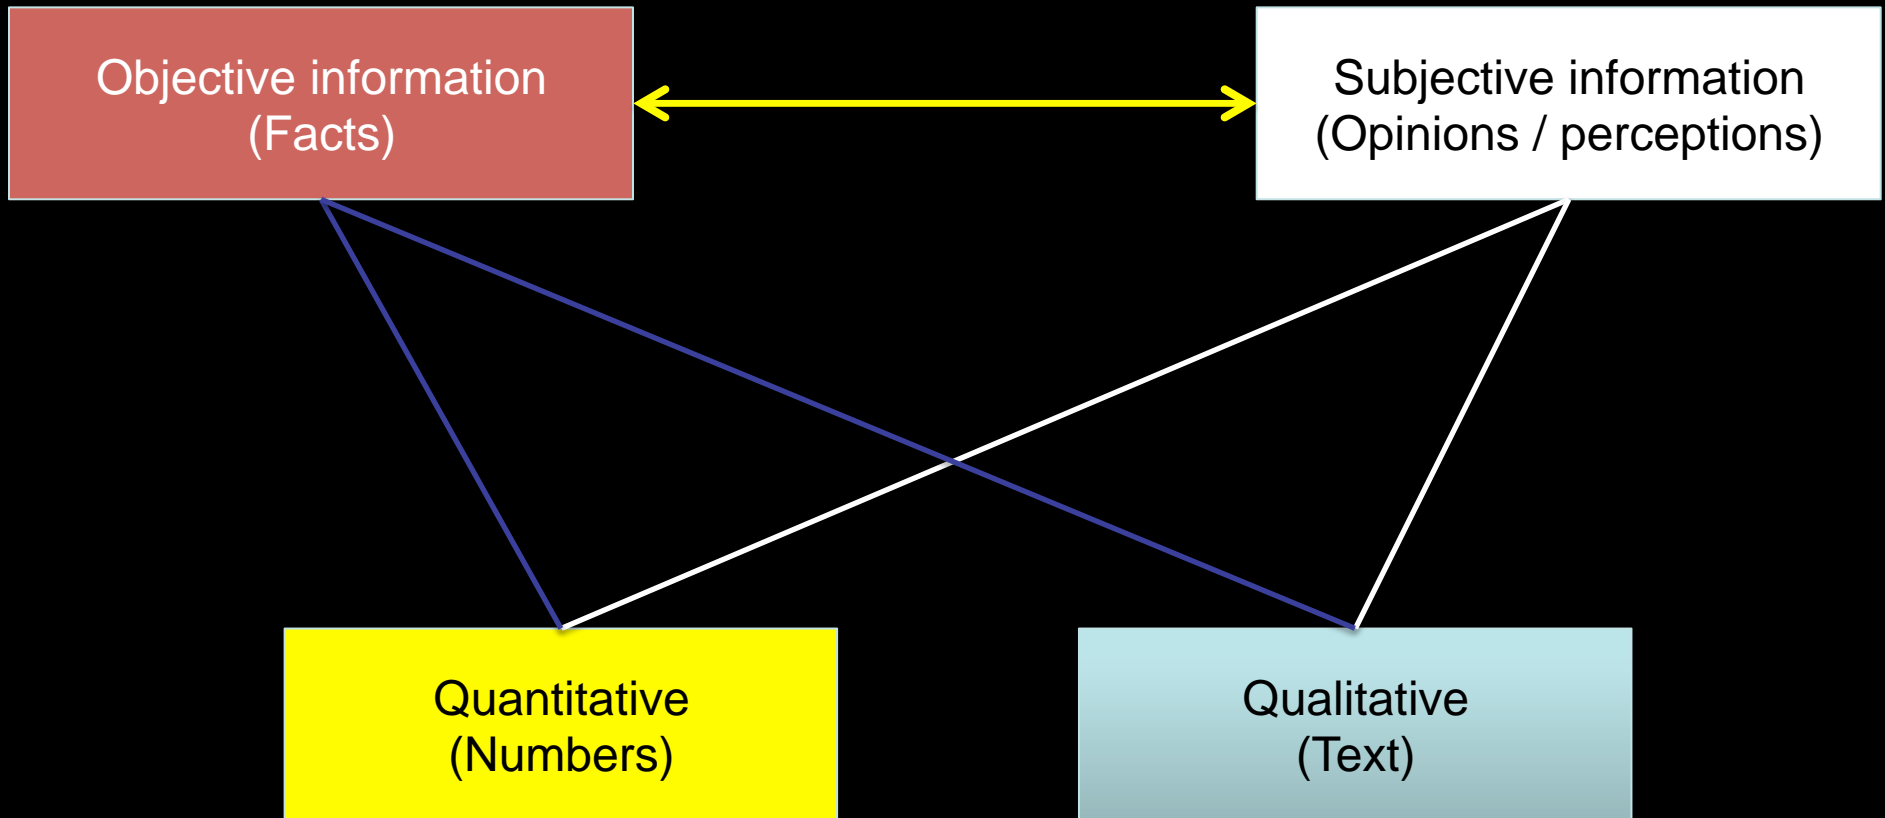 Objective information
(Facts)
Subjective information
(Opinions / perceptions)
Quantitative
(Numbers)
Qualitative
(Text)